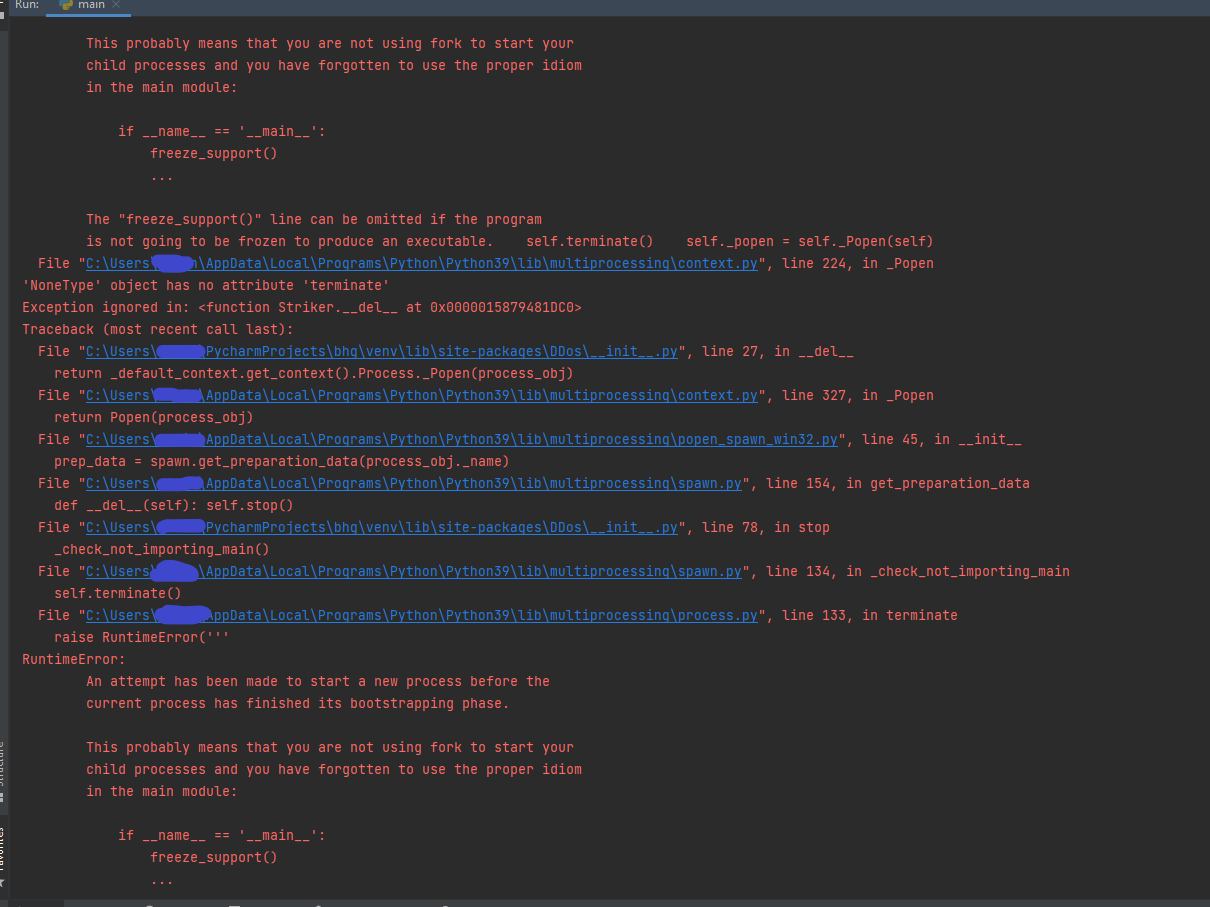 Run: main
This probably means that you are not using fork to start your
child processes and you have forgotten to use the proper idiom
in the main module:
if __name__ == '__main__':
freeze_support()
...
The "freeze_support()" line can be omitted if the program
is not going to be frozen to produce an executable. self.terminate() self._popen = self._Popen(self)
File "C:\Users\ \AppData\Local\Programs\Python\Python39\lib\multiprocessing\context.py", line 224, in _Popen
'NoneType' object has no attribute 'terminate'
Exception ignored in: <function Striker.__del__ at 0x0000015879481DC0>
Traceback (most recent call last):
File "C:\Users\ PycharmProjects\bhq\venv\lib\site-packages\DDos\__init__.py", line 27, in __del__
return _default_context.get_context().Process._Popen(process_obj)
File "C:\Users\ \AppData\Local\Programs\Python\Python39\lib\multiprocessing\context.py", line 327, in _Popen
return Popen(process_obj)
File "C:\Users\ AppData\Local\Programs\Python\Python39\lib\multiprocessing\popen_spawn_win32.py", line 45, in __init__
prep_data = spawn.get_preparation_data(process_obj._name)
File "C:\Users\ \AppData\Local\Programs\Python\Python39\lib\multiprocessing\spawn.py", line 154, in get_preparation_data
def __del__(self): self.stop()
File "C:\Users\ PycharmProjects\bhq\venv\lib\site-packages\DDos\__init__.py", line 78, in stop
_check_not_importing_main()
File "C:\Users \AppData\Local\Programs\Python\Python39\lib\multiprocessing\spawn.py", line 134, in _check_not_importing_main
self.terminate()
File "C:\Users\ AppData\Local\Programs\Python\Python39\lib\multiprocessing\process.py", line 133, in terminate
raise RuntimeError('''
RuntimeError:
An attempt has been made to start a new process before the
current process has finished its bootstrapping phase.
This probably means that you are not using fork to start your
child processes and you have forgotten to use the proper idiom
in the main module:
if __name__ == '__main__':
freeze_support()
...